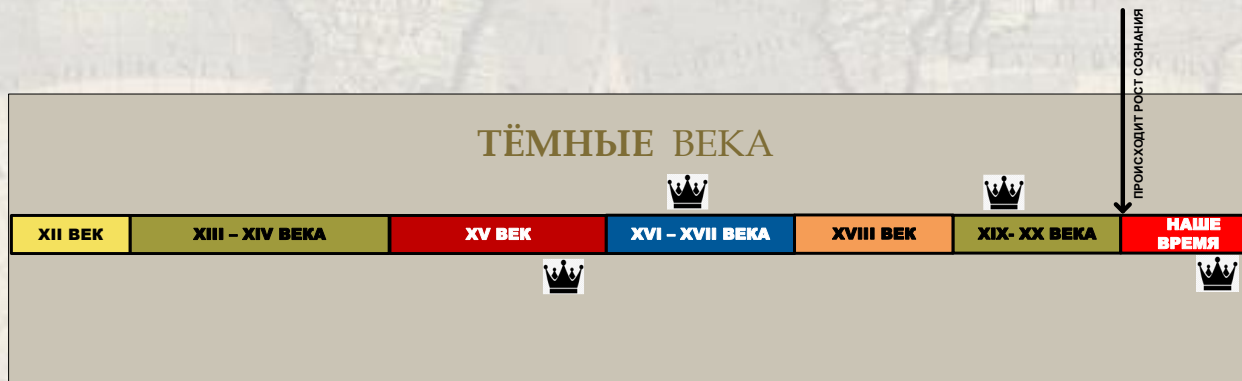 ПРОИСХОДИТ РОСТ СОЗНАНИЯ
ТЁМНЫЕ ВЕКА
XII ВЕК
XIII – XIV ВЕКА
XV ВЕК
XVI – XVII ВЕКА
XVIII ВЕК
XIX- XX ВЕКА
НАШЕ
ВРЕМЯ